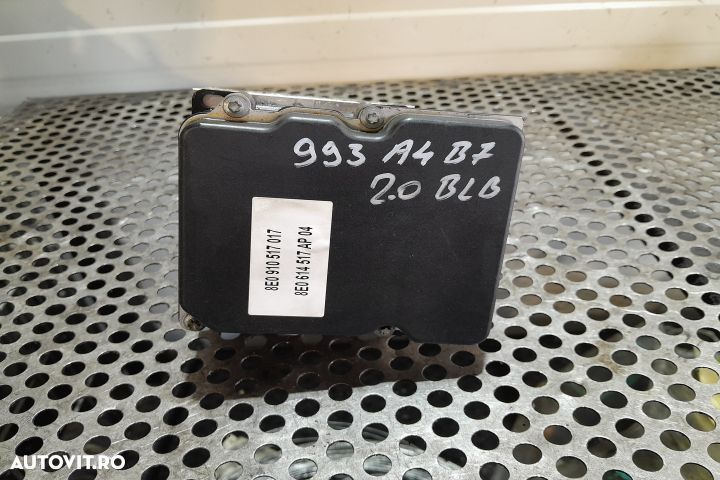 993 A4 B7
2.0 BLB
8E0 910 517 017
8E0 614 517 AP 04
AUTOVIT.RO